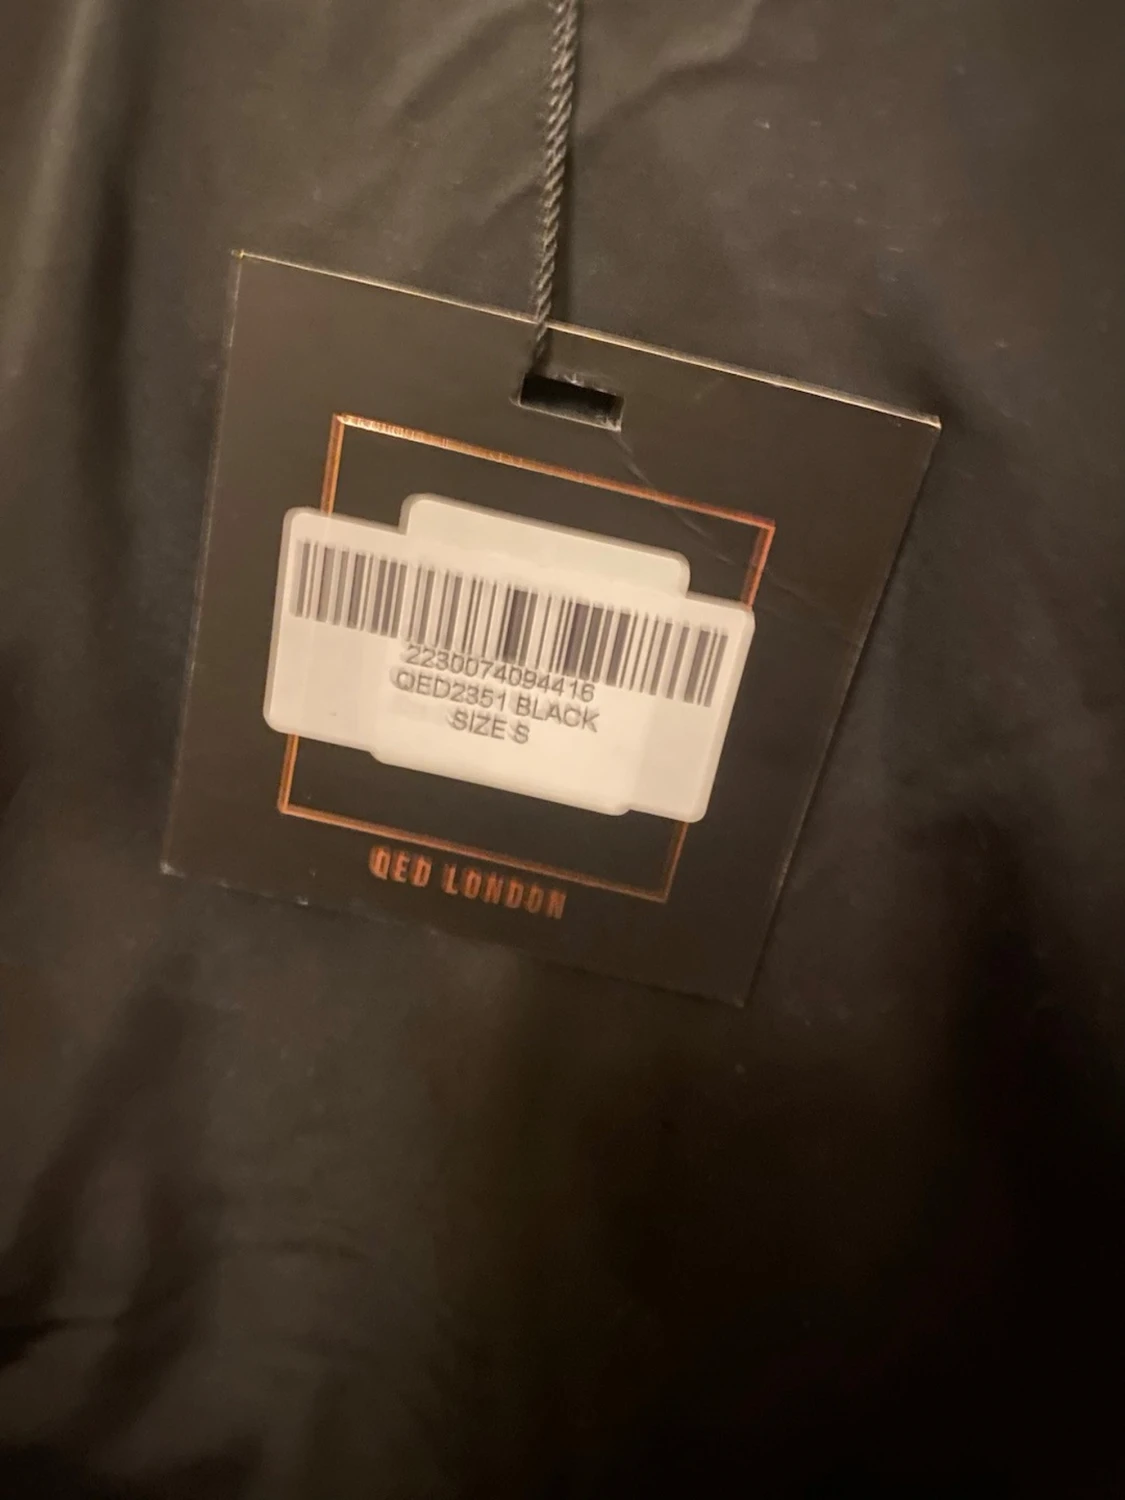 2230074094416
QED2351 BLACK
SIZE S
QED LONDON